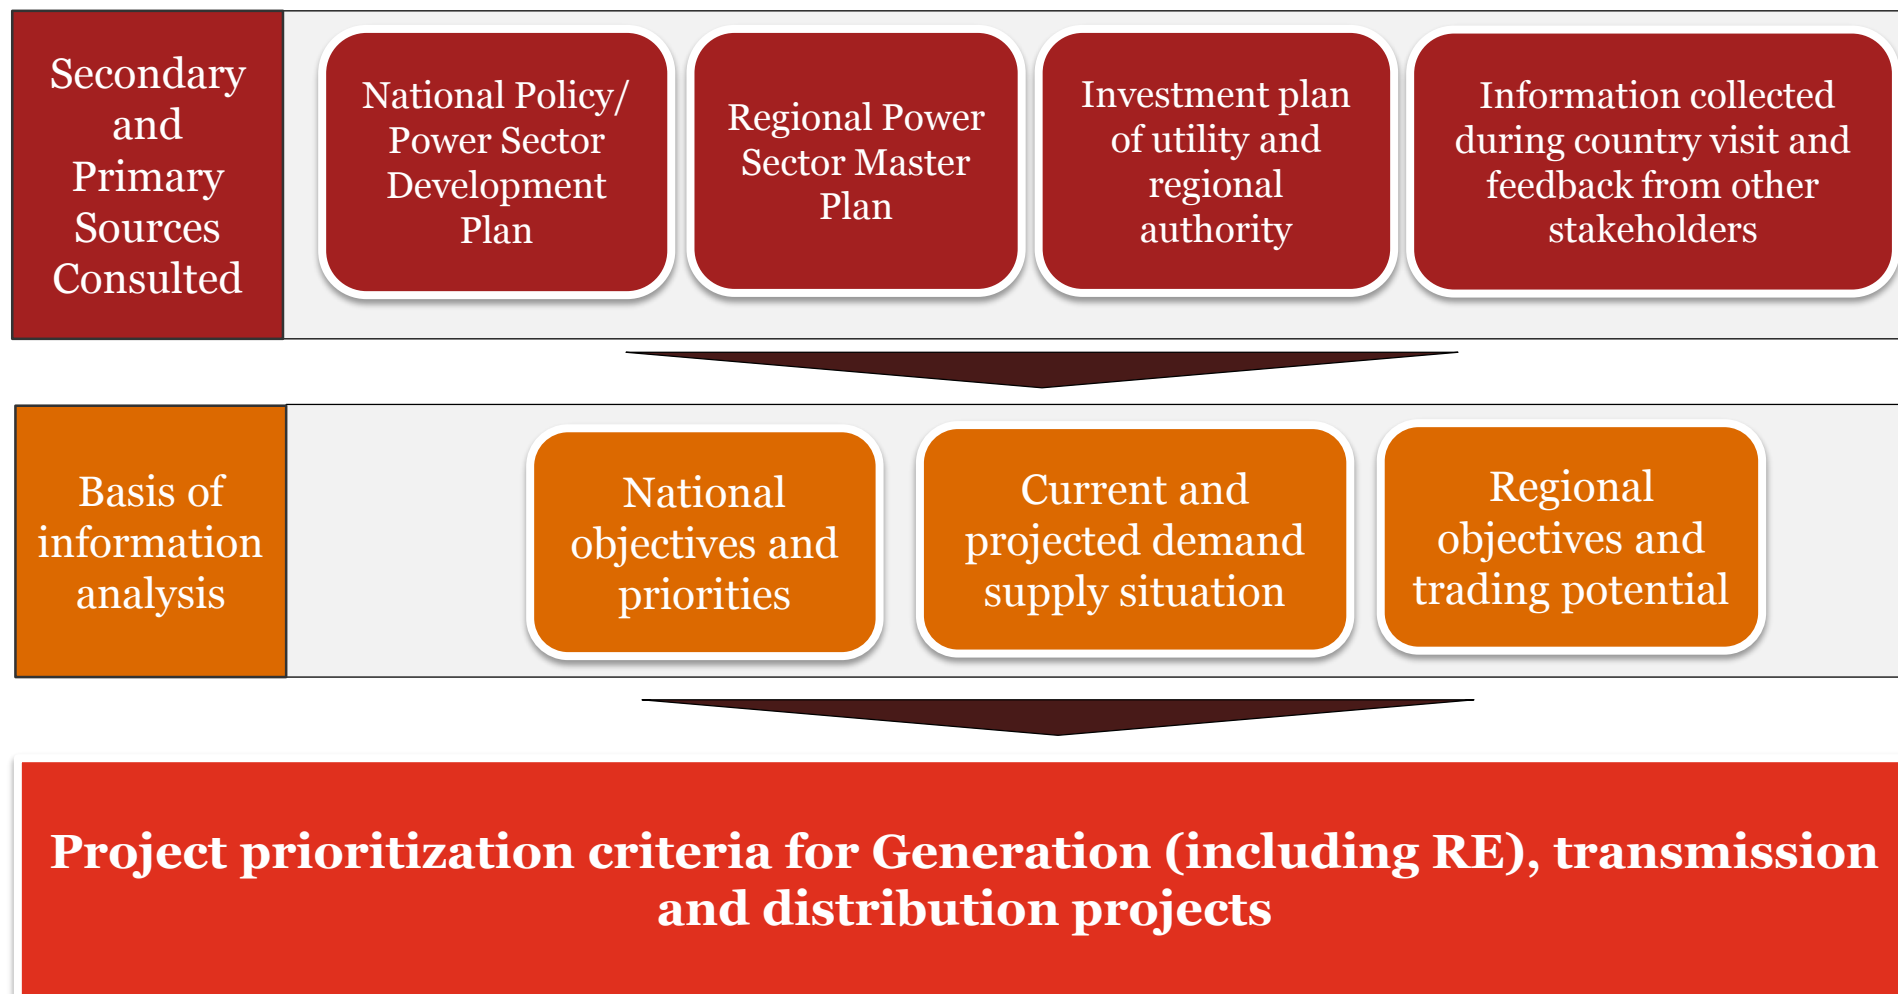 Secondary
and
Primary
Sources
Consulted
National Policy/
Power Sector
Development
Plan
Regional Power
Sector Master
Plan
Investment plan
of utility and
regional
authority
Information collected
during country visit and
feedback from other
stakeholders
Basis of
information
analysis
National
objectives and
priorities
Current and
projected demand
supply situation
Regional
objectives and
trading potential
Project prioritization criteria for Generation (including RE), transmission
and distribution projects